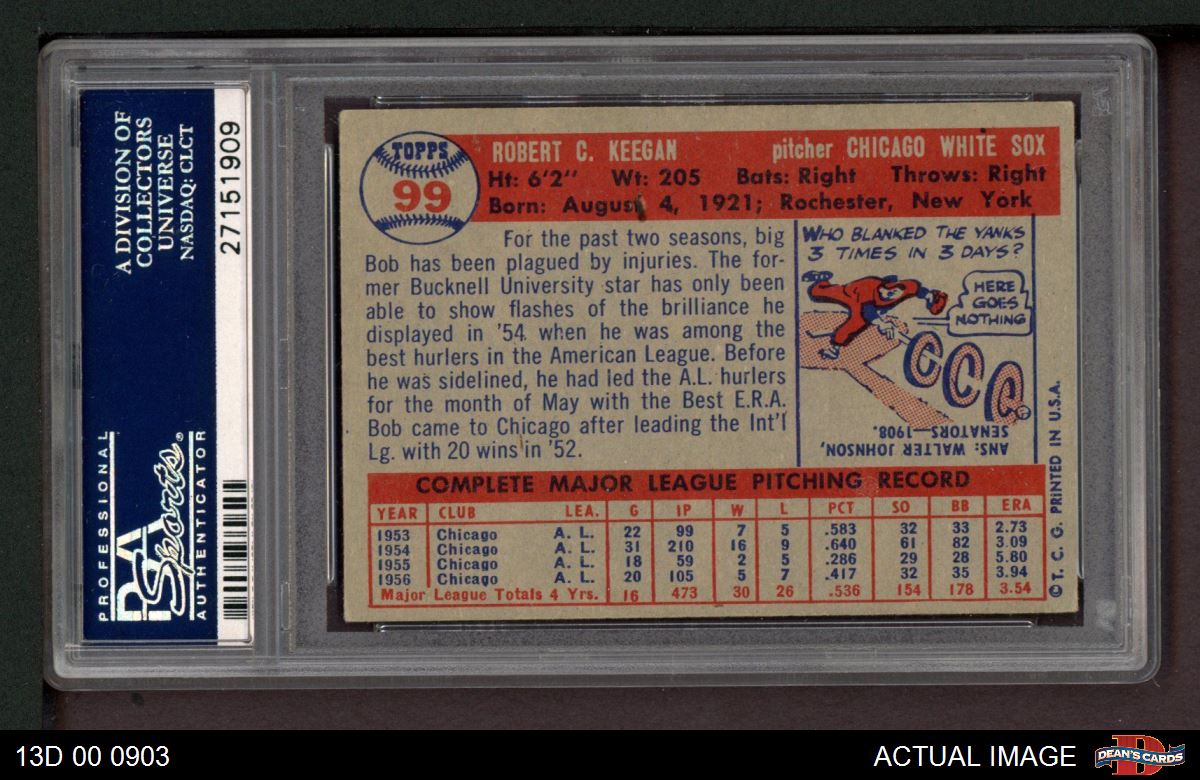 A DIVISION OF
COLLECTORS
UNIVERSE
NASDAQ: CLCT
27151909
PROFESSIONAL
PSA
Sports®
AUTHENTICATOR
TOPPS
99
ROBERT C. KEEGAN pitcher CHICAGO WHITE SOX
Ht: 6'2" Wt: 205 Bats: Right Throws: Right
Born: August 4, 1921; Rochester, New York
For the past two seasons, big
Bob has been plagued by injuries. The for-
mer Bucknell University star has only been
able to show flashes of the brilliance he
displayed in '54 when he was among the
best hurlers in the American League. Before
he was sidelined, he had led the A.L. hurlers
for the month of May with the Best E.R.A.
Bob came to Chicago after leading the Int'l
Lg. with 20 wins in '52.
WHO BLANKED THE YANKS
3 TIMES IN 3 DAYS?
HERE
GOES
NOTHING
ANS: WALTER JOHNSON,
SENATORS—1908.
COMPLETE MAJOR LEAGUE PITCHING RECORD
YEAR CLUB LEA. G IP W L PCT SO BB ERA
1953 Chicago A. L. 22 99 7 5 .583 32 33 2.73
1954 Chicago A. L. 31 210 16 9 .640 61 82 3.09
1955 Chicago A. L. 18 59 2 5 .286 29 28 5.80
1956 Chicago A. L. 20 105 5 7 .417 32 35 3.94
Major League Totals 4 Yrs. 16 473 30 26 .536 154 178 3.54
©T. C. G. PRINTED IN U.S.A.
13D 00 0903
ACTUAL IMAGE
DEAN'S CARDS